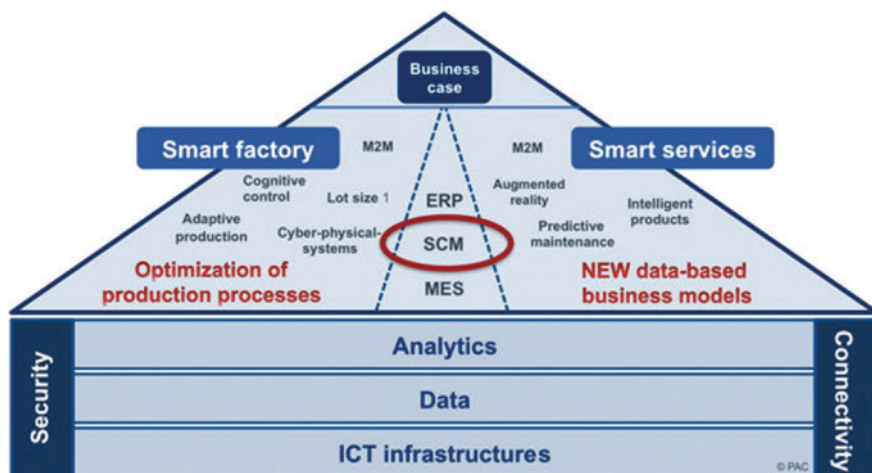 Business
case
Smart factory
M2M
M2M
Smart services
Cognitive
control
Lot size 1
ERP
Augmented
reality
Intelligent
products
Adaptive
production
Cyber-physical-
systems
SCM
Predictive
maintenance
Optimization of
production processes
MES
NEW data-based
business models
Security
Analytics
Data
ICT infrastructures
Connectivity
© PAC